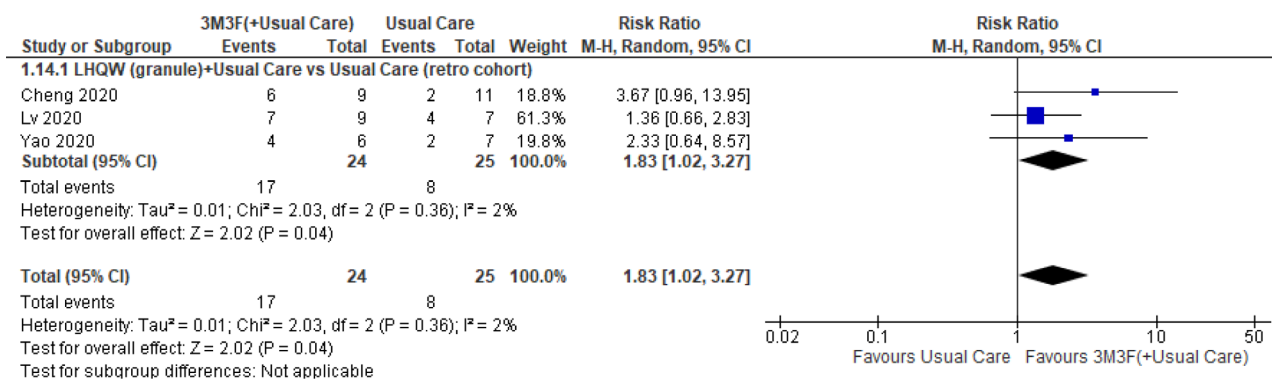 3M3F(+Usual Care) Usual Care Risk Ratio Risk Ratio
Study or Subgroup Events Total Events Total Weight M-H, Random, 95% CI M-H, Random, 95% CI
1.14.1 LHQW (granule)+Usual Care vs Usual Care (retro cohort)
Cheng 2020 6 9 2 11 18.8% 3.67 [0.96, 13.95]
Lv 2020 7 9 4 7 61.3% 1.36 [0.66, 2.83]
Yao 2020 4 6 2 7 19.8% 2.33 [0.64, 8.57]
Subtotal (95% CI) 24 25 100.0% 1.83 [1.02, 3.27]
Total events 17 8
Heterogeneity: Tau² = 0.01; Chi² = 2.03, df = 2 (P = 0.36); I² = 2%
Test for overall effect: Z = 2.02 (P = 0.04)
Total (95% CI) 24 25 100.0% 1.83 [1.02, 3.27]
Total events 17 8
Heterogeneity: Tau² = 0.01; Chi² = 2.03, df = 2 (P = 0.36); I² = 2%
Test for overall effect: Z = 2.02 (P = 0.04)
Test for subgroup differences: Not applicable
0.02 0.1 1 10 50
Favours Usual Care Favours 3M3F(+Usual Care)